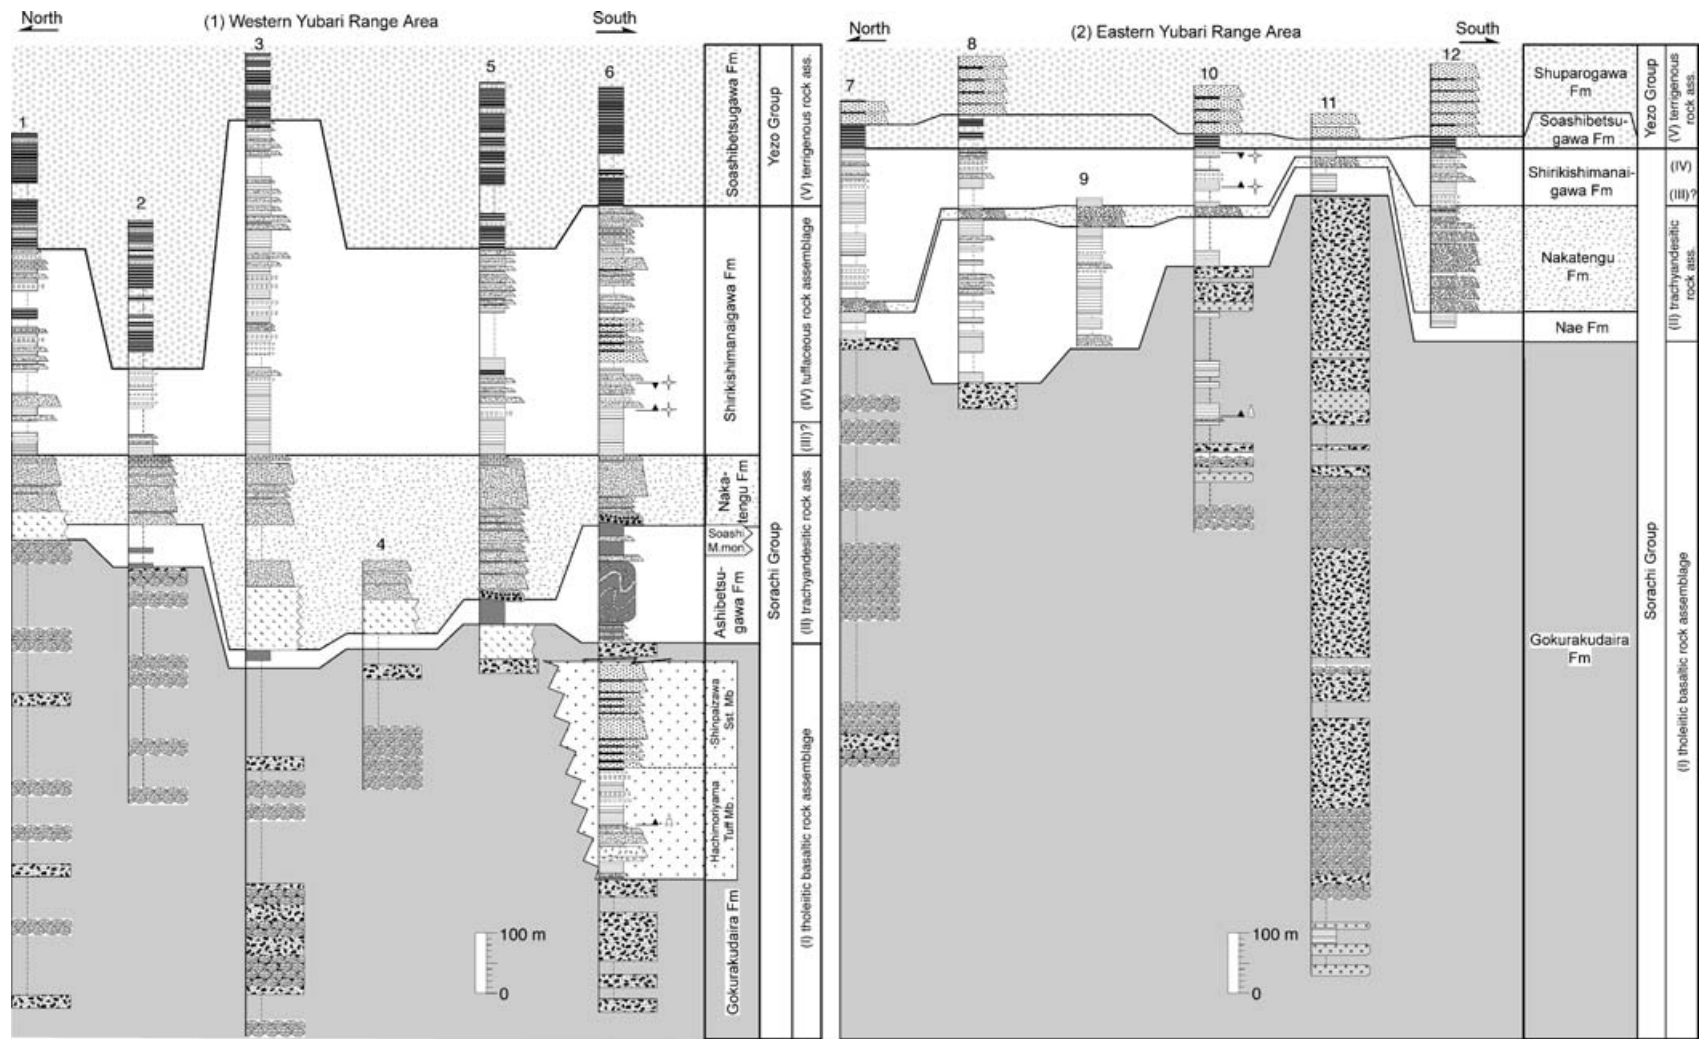 North
(1) Western Yubari Range Area
South
1
2
3
4
5
6
Soashibetsugawa Fm
Shirikishimanaigawa Fm
Naka-
tengu Fm
Soashi
M.mon
Ashibetsu-
gawa Fm
Shinpaizawa
Sst. Mb
Hachimoriyama
Tuff Mb.
Gokurakudaira Fm
Yezo Group
Sorachi Group
(V) terrigenous rock ass.
(IV) tuffaceous rock assemblage
(III)?
(II) trachyandesitic rock ass.
(I) tholeiitic basaltic rock assemblage
100 m
0
North
(2) Eastern Yubari Range Area
South
7
8
9
10
11
12
Shuparogawa
Fm
Soashibetsu-
gawa Fm
Shirikishimanai-
gawa Fm
Nakatengu
Fm
Nae Fm
Gokurakudaira
Fm
Yezo Group
Sorachi Group
(V) terrigenous
rock ass.
(IV)
(III)?
(II) trachyandesitic
rock ass.
(I) tholeiitic basaltic rock assemblage
100 m
0